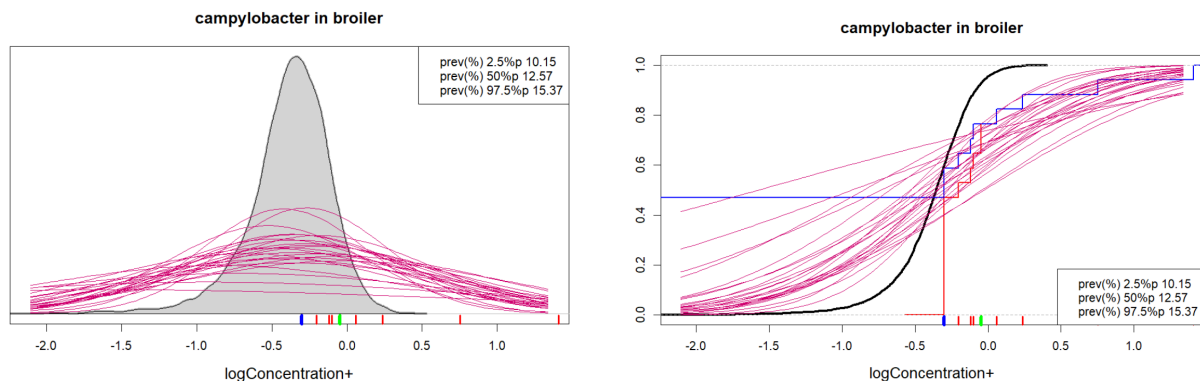 campylobacter in broiler
prev(%) 2.5%p 10.15
prev(%) 50%p 12.57
prev(%) 97.5%p 15.37
-2.0 -1.5 -1.0 -0.5 0.0 0.5 1.0
logConcentration+
campylobacter in broiler
1.0
0.8
0.6
0.4
0.2
0.0
prev(%) 2.5%p 10.15
prev(%) 50%p 12.57
prev(%) 97.5%p 15.37
-2.0 -1.5 -1.0 -0.5 0.0 0.5 1.0
logConcentration+